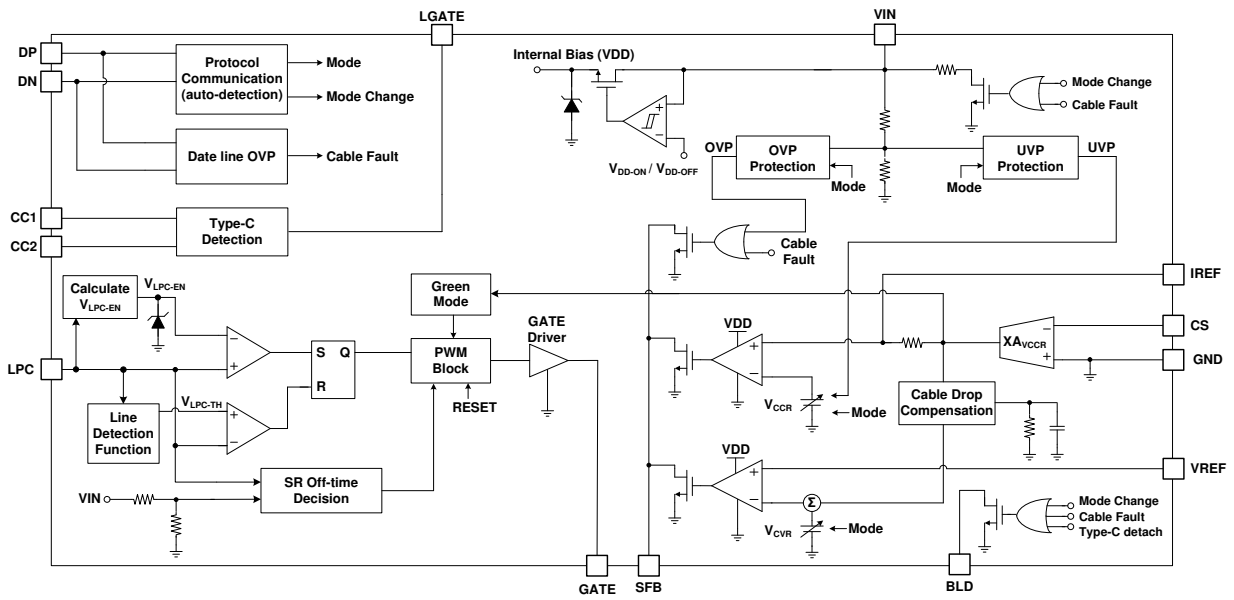 LGATE
VIN
DP
DN
Protocol
Communication
(auto-detection)
Mode
Mode Change
Date line OVP
Cable Fault
Internal Bias (VDD)
+
−
VDD-ON / VDD-OFF
Mode Change
Cable Fault
OVP
OVP
Protection
Mode
UVP
Protection
UVP
Mode
CC1
CC2
Type-C
Detection
Cable
Fault
Calculate
VLPC-EN
VLPC-EN
Green
Mode
GATE
Driver
IREF
CS
GND
LPC
−
+
S
Q
R
PWM
Block
RESET
VDD
+
−
XAVCCR
−
+
VCCR
Mode
Cable Drop
Compensation
Line
Detection
Function
VLPC-TH
+
−
SR Off-time
Decision
VIN
VDD
+
−
Σ
VCVR
Mode
VREF
Mode Change
Cable Fault
Type-C detach
GATE
SFB
BLD